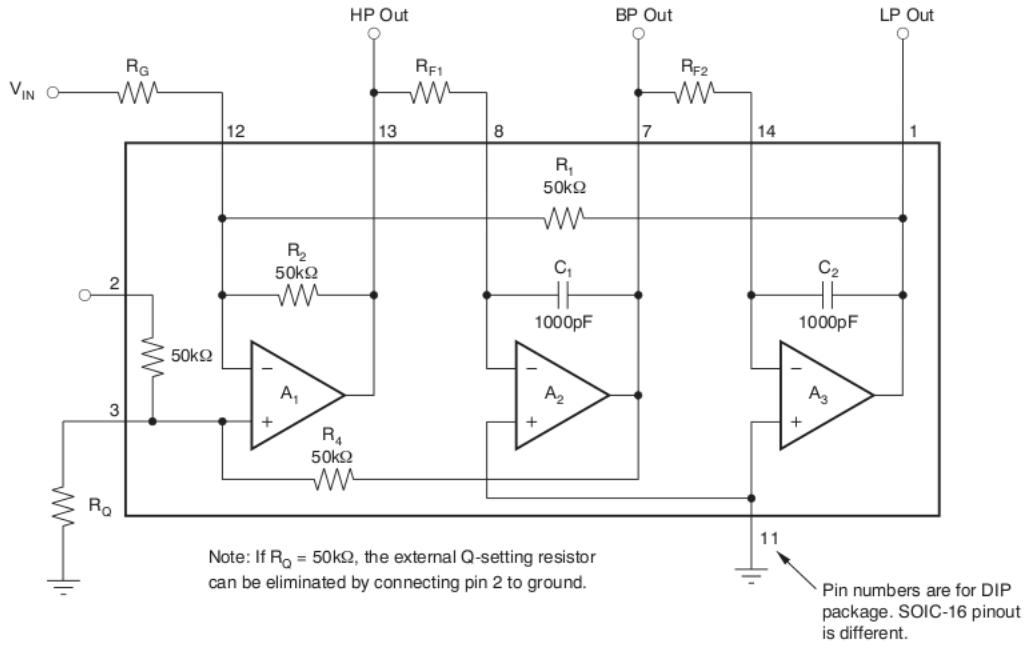 HP Out
BP Out
LP Out
V_IN
R_G
R_F1
R_F2
12
13
8
7
14
1
R_1
50kΩ
R_2
50kΩ
C_1
1000pF
C_2
1000pF
2
50kΩ
3
−
A_1
+
−
A_2
+
−
A_3
+
R_4
50kΩ
R_Q
11
Note: If R_Q = 50kΩ, the external Q-setting resistor
can be eliminated by connecting pin 2 to ground.
Pin numbers are for DIP
package. SOIC-16 pinout
is different.